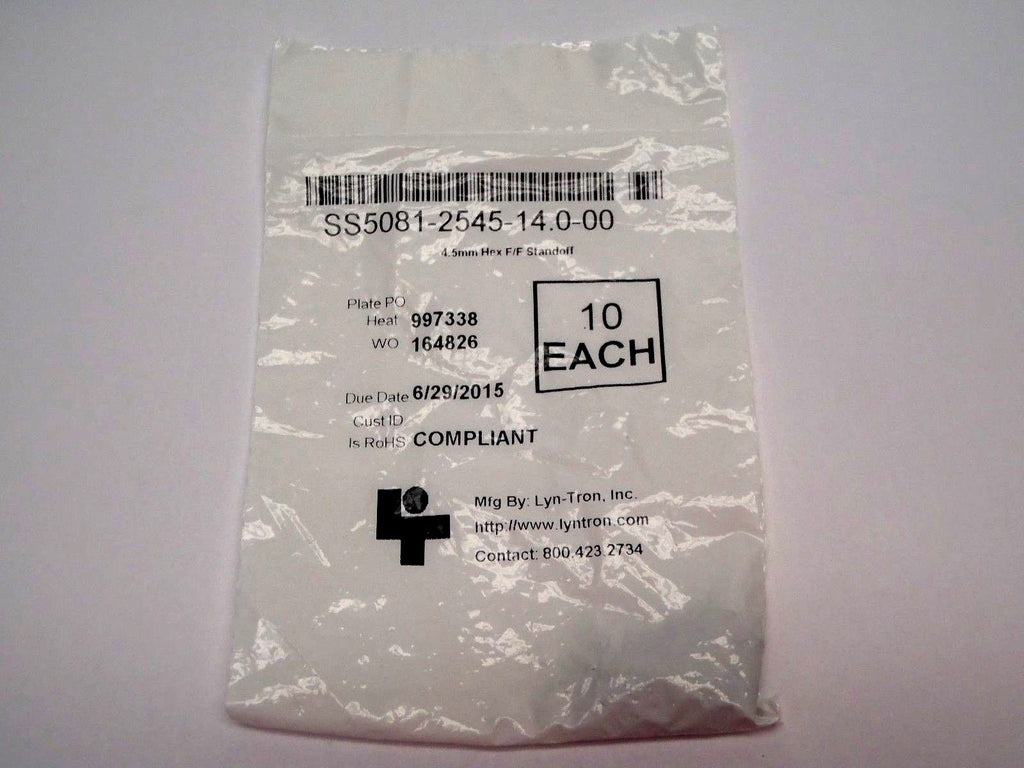 SS5081-2545-14.0-00
4.5mm Hex F/F Standoff
Plate PO
Heat 997338
WO 164826
10
EACH
Due Date 6/29/2015
Cust ID
Is RoHS COMPLIANT
Mfg By: Lyn-Tron, Inc.
http://www.lyntron.com
Contact: 800.423.2734